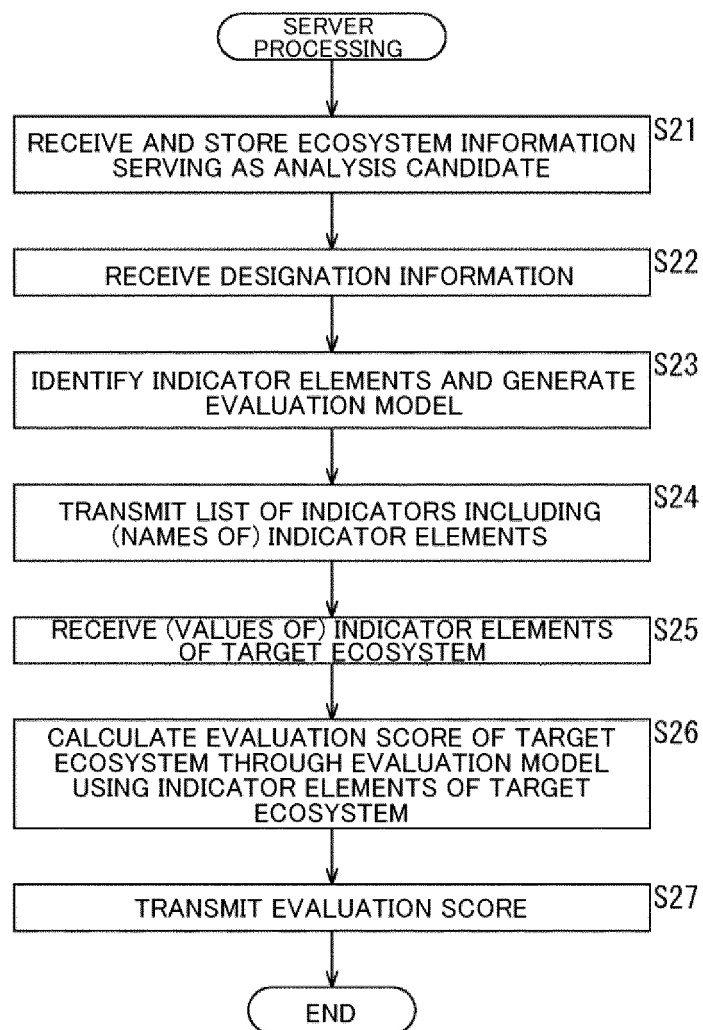 SERVER
PROCESSING
S21
RECEIVE AND STORE ECOSYSTEM INFORMATION
SERVING AS ANALYSIS CANDIDATE
S22
RECEIVE DESIGNATION INFORMATION
S23
IDENTIFY INDICATOR ELEMENTS AND GENERATE
EVALUATION MODEL
S24
TRANSMIT LIST OF INDICATORS INCLUDING
(NAMES OF) INDICATOR ELEMENTS
S25
RECEIVE (VALUES OF) INDICATOR ELEMENTS
OF TARGET ECOSYSTEM
S26
CALCULATE EVALUATION SCORE OF TARGET
ECOSYSTEM THROUGH EVALUATION MODEL
USING INDICATOR ELEMENTS OF TARGET
ECOSYSTEM
S27
TRANSMIT EVALUATION SCORE
END